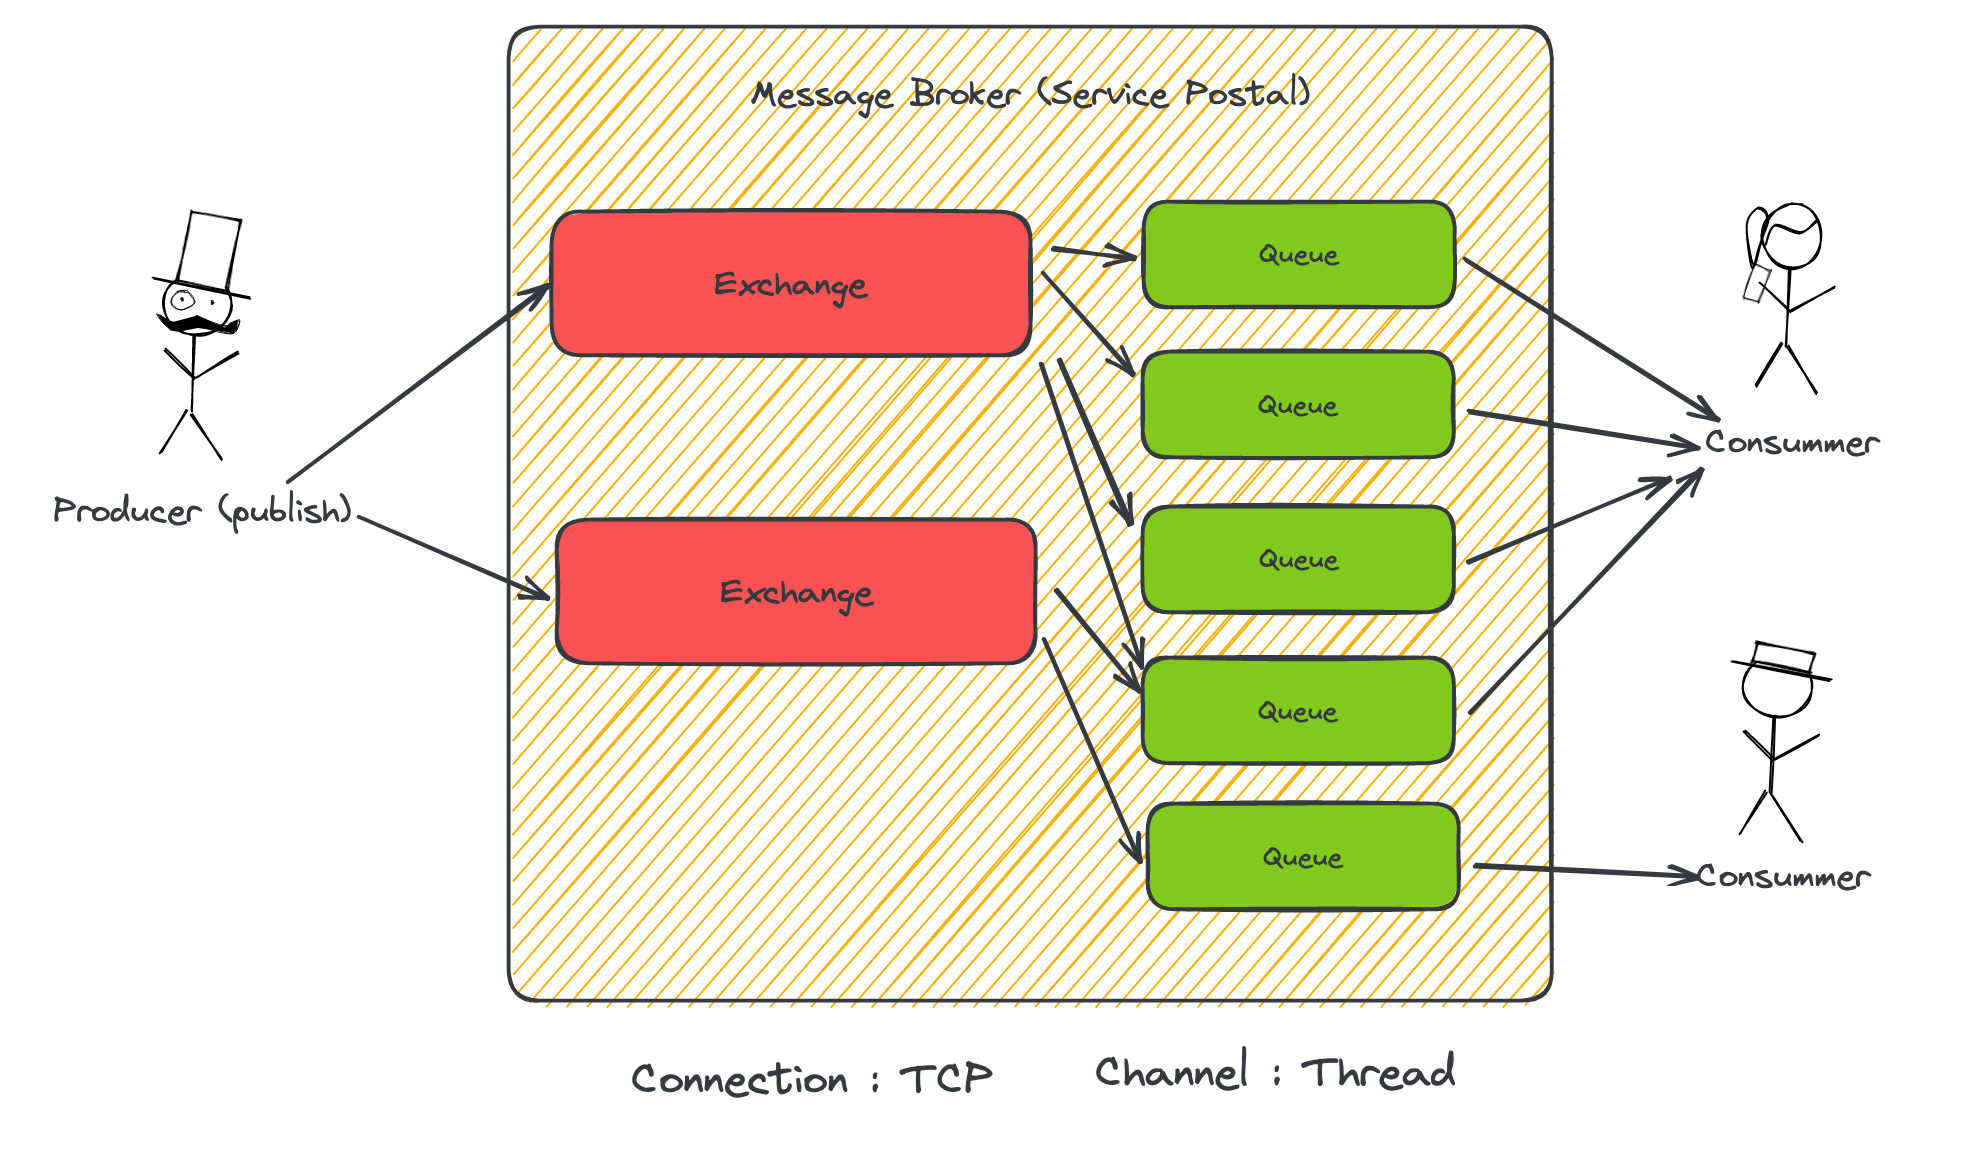 Message Broker (Service Postal)
Producer (publish)
Exchange
Exchange
Queue
Queue
Queue
Queue
Queue
Consummer
Consummer
Connection : TCP
Channel : Thread